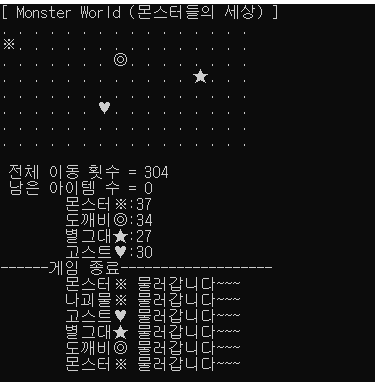 [ Monster World (몬스터들의 세상) ]
. . . . . . . . . . . . . . . .
※ . . . . . . . . . . . . . . .
. . . . . . . ◎ . . . . . . . .
. . . . . . . . . . . . ★ . . .
. . . . . . . . . . . . . . . .
. . . . . . ♥ . . . . . . . . .
. . . . . . . . . . . . . . . .
. . . . . . . . . . . . . . . .
전체 이동 횟수 = 304
남은 아이템 수 = 0
몬스터※:37
도깨비◎:34
별그대★:27
고스트♥:30
------게임 종료-------------------
몬스터※ 물러갑니다~~~
나괴물※ 물러갑니다~~~
고스트♥ 물러갑니다~~~
별그대★ 물러갑니다~~~
도깨비◎ 물러갑니다~~~
몬스터※ 물러갑니다~~~